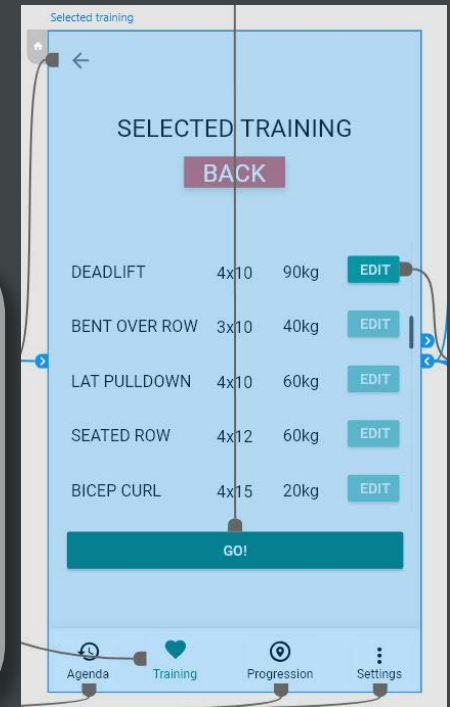 Selected training
SELECTED TRAINING
BACK
DEADLIFT 4x10 90kg EDIT
BENT OVER ROW 3x10 40kg EDIT
LAT PULLDOWN 4x10 60kg EDIT
SEATED ROW 4x12 60kg EDIT
BICEP CURL 4x15 20kg EDIT
GO!
Agenda Training Progression Settings